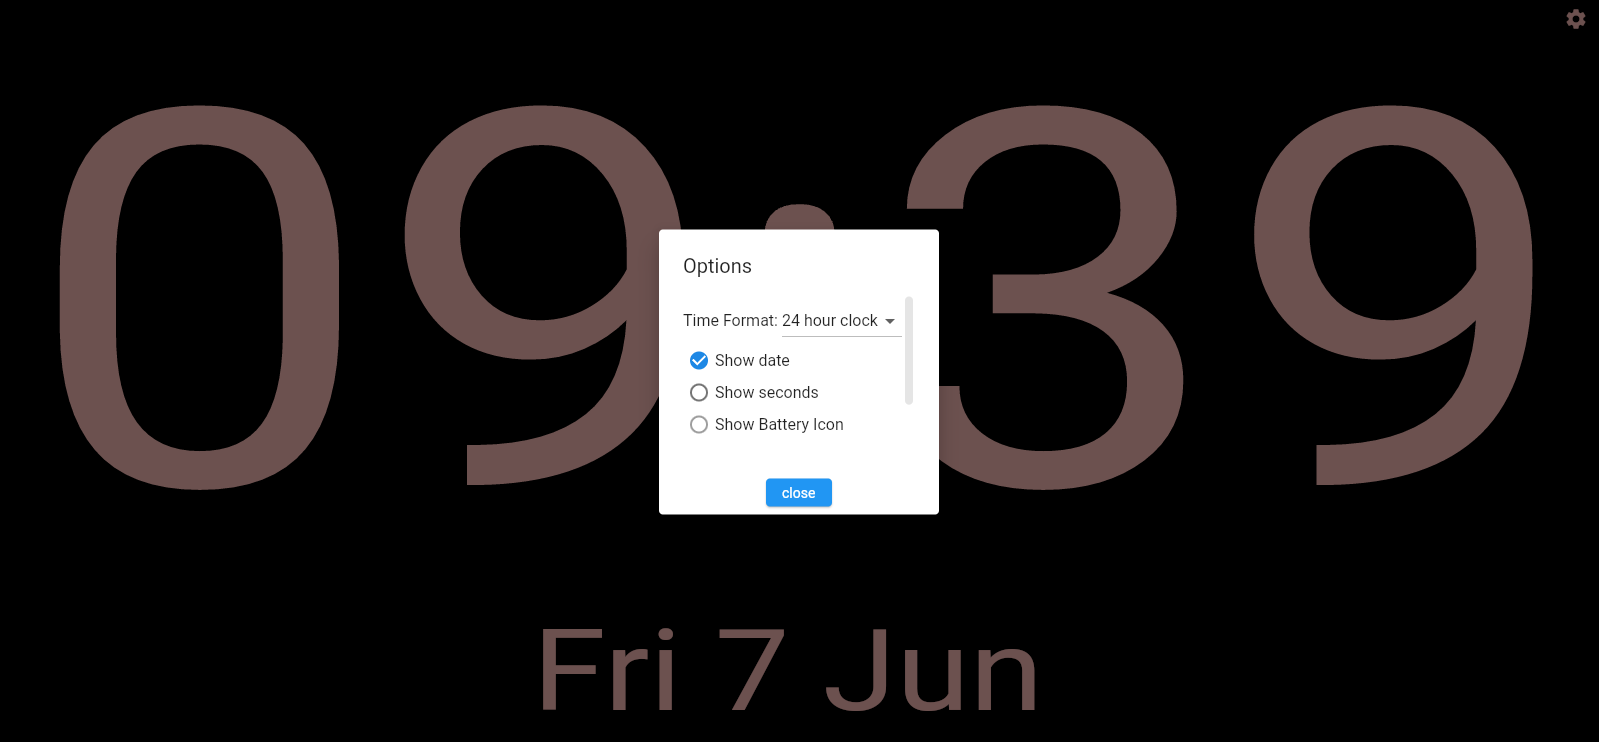 09:39
Options
Time Format: 24 hour clock
Show date
Show seconds
Show Battery Icon
close
Fri 7 Jun